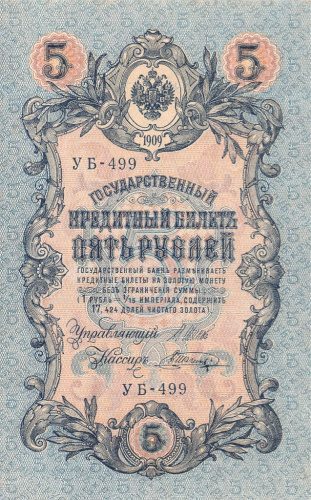 5 5
1909
УБ-499
ГОСУДАРСТВЕННЫЙ
КРЕДИТНЫЙ БИЛЕТЪ
ПЯТЬ РУБЛЕЙ
ГОСУДАРСТВЕННЫЙ БАНКЪ РАЗМѢНИВАЕТЪ
КРЕДИТНЫЕ БИЛЕТЫ НА ЗОЛОТУЮ МОНЕТУ
БЕЗЪ ОГРАНИЧЕНІЯ СУММЫ
(1 РУБЛЬ = 1/15 ИМПЕРІАЛА, СОДЕРЖИТЪ
17,424 ДОЛЕЙ ЧИСТАГО ЗОЛОТА).
Управляющій
Кассиръ
УБ-499
5